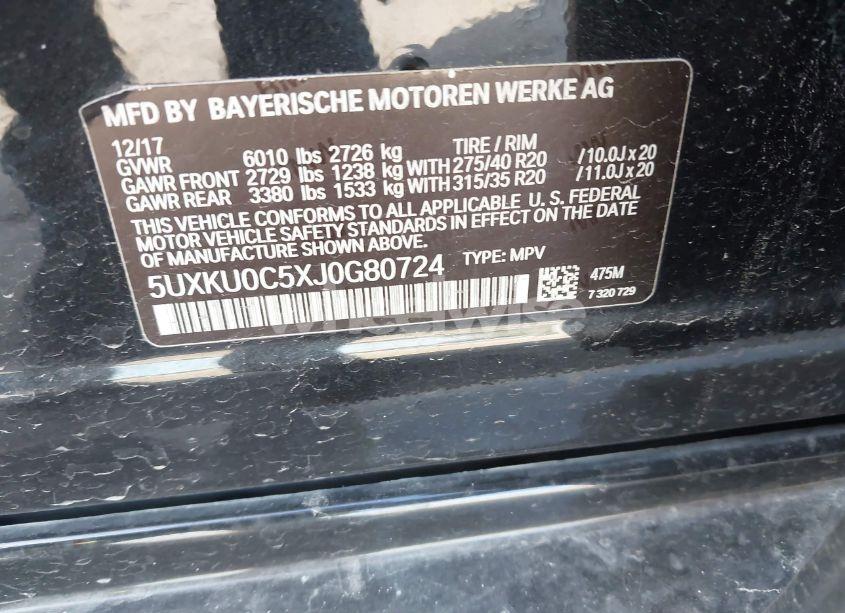 MFD BY BAYERISCHE MOTOREN WERKE AG
12/17 TIRE / RIM
GVWR 6010 lbs 2726 kg
GAWR FRONT 2729 lbs 1238 kg WITH 275/40 R20 /10.0J x 20
GAWR REAR 3380 lbs 1533 kg WITH 315/35 R20 /11.0J x 20
THIS VEHICLE CONFORMS TO ALL APPLICABLE U. S. FEDERAL
MOTOR VEHICLE SAFETY STANDARDS IN EFFECT ON THE DATE
OF MANUFACTURE SHOWN ABOVE.
5UXKU0C5XJ0G80724 TYPE: MPV
475M
7 320 729
wheelwise